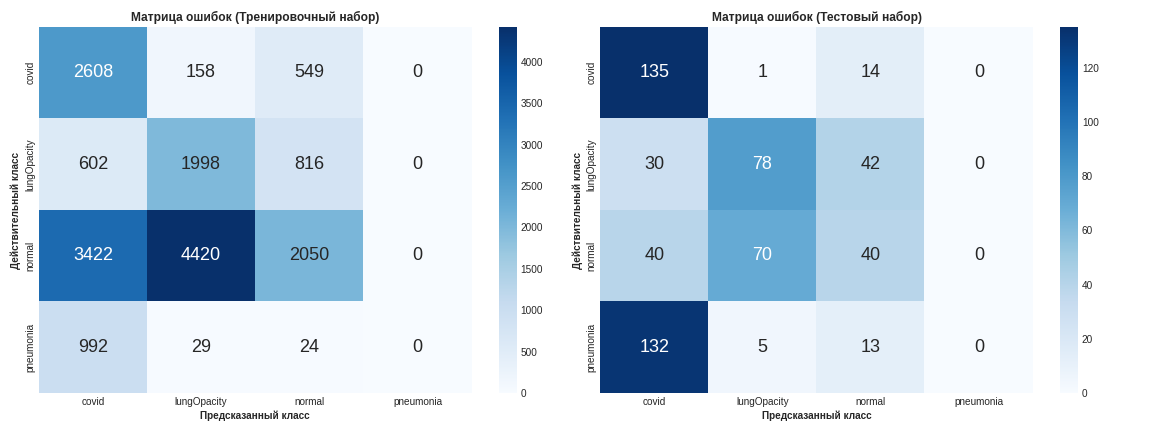 Матрица ошибок (Тренировочный набор)
2608 158 549 0
602 1998 816 0
3422 4420 2050 0
992 29 24 0
covid
lungOpacity
normal
pneumonia
Действительный класс
covid lungOpacity normal pneumonia
Предсказанный класс
4000
3500
3000
2500
2000
1500
1000
500
0
Матрица ошибок (Тестовый набор)
135 1 14 0
30 78 42 0
40 70 40 0
132 5 13 0
covid
lungOpacity
normal
pneumonia
Действительный класс
covid lungOpacity normal pneumonia
Предсказанный класс
120
100
80
60
40
20
0